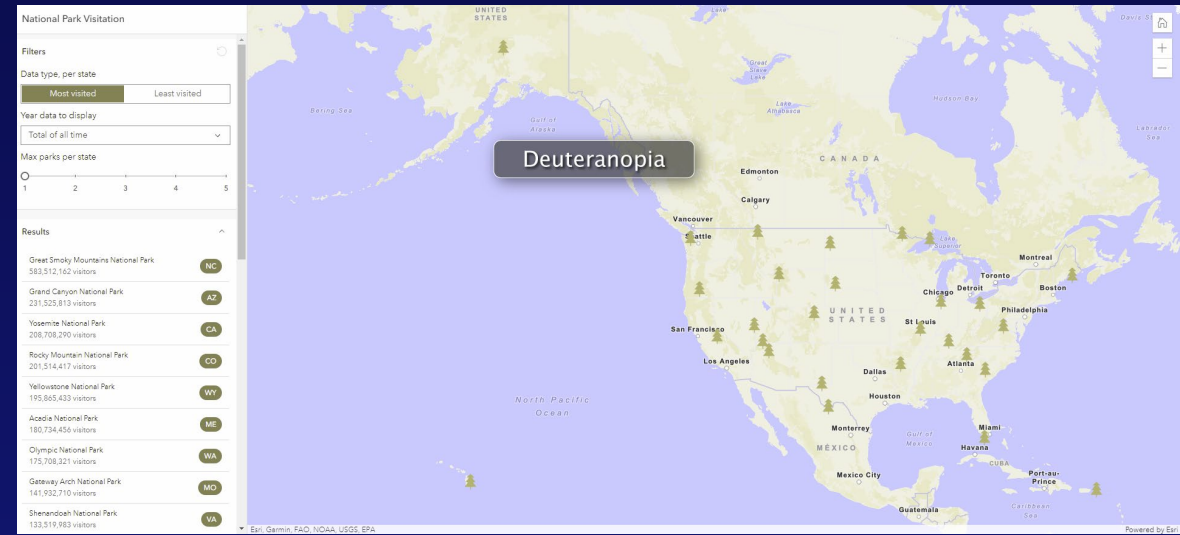 National Park Visitation
Filters
Data type, per state
Most visited
Least visited
Year data to display
Total of all time
Max parks per state
1 2 3 4 5
Results
Great Smoky Mountains National Park
583,512,162 visitors
NC
Grand Canyon National Park
231,525,813 visitors
AZ
Yosemite National Park
208,708,290 visitors
CA
Rocky Mountain National Park
201,514,417 visitors
CO
Yellowstone National Park
195,865,433 visitors
WY
Acadia National Park
180,734,456 visitors
ME
Olympic National Park
175,708,321 visitors
WA
Gateway Arch National Park
141,932,710 visitors
MO
Shenandoah National Park
133,519,983 visitors
VA
UNITED
STATES
Great
Slave
Lake
Lake
Athabasca
Bering Sea
Gulf of
Alaska
Hudson Bay
Labrador
Sea
Deuteranopia
CANADA
Edmonton
Calgary
Vancouver
Seattle
Lake
Superior
Montreal
Toronto
Chicago
Detroit
Boston
UNITED
STATES
Philadelphia
St Louis
San Francisco
Los Angeles
Atlanta
Dallas
Houston
North Pacific
Ocean
Monterrey
Gulf of
Mexico
Miami
MÉXICO
Havana
CUBA
Mexico City
Port-au-
Prince
Guatemala
Caribbean
Sea
Esri, Garmin, FAO, NOAA, USGS, EPA
Powered by Esri